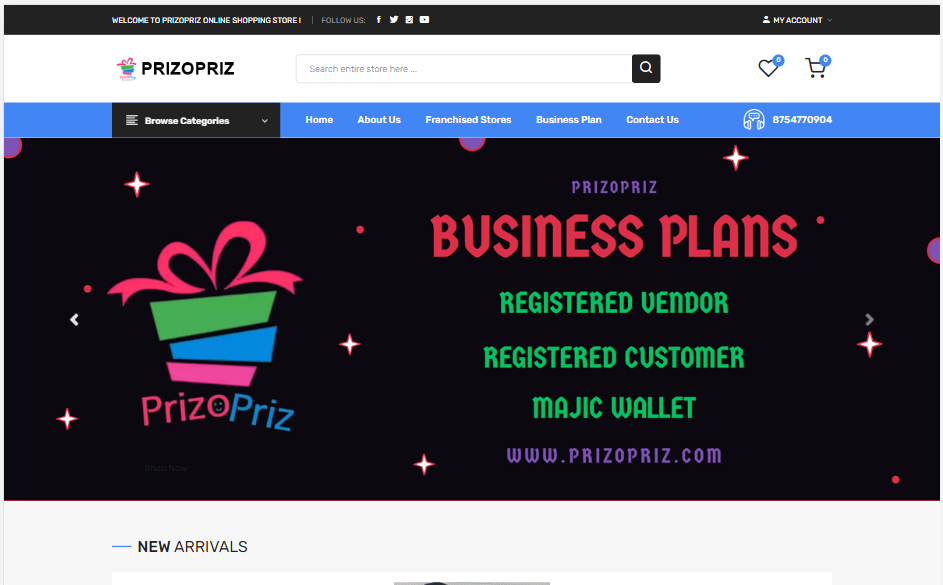 WELCOME TO PRIZOPRIZ ONLINE SHOPPING STORE !
FOLLOW US:
MY ACCOUNT
PRIZOPRIZ
Search entire store here ...
0
0
Browse Categories
Home
About Us
Franchised Stores
Business Plan
Contact Us
8754770904
PRIZOPRIZ
BUSINESS PLANS
REGISTERED VENDOR
REGISTERED CUSTOMER
MAJIC WALLET
WWW.PRIZOPRIZ.COM
PrizoPriz
Shop Now
NEW ARRIVALS